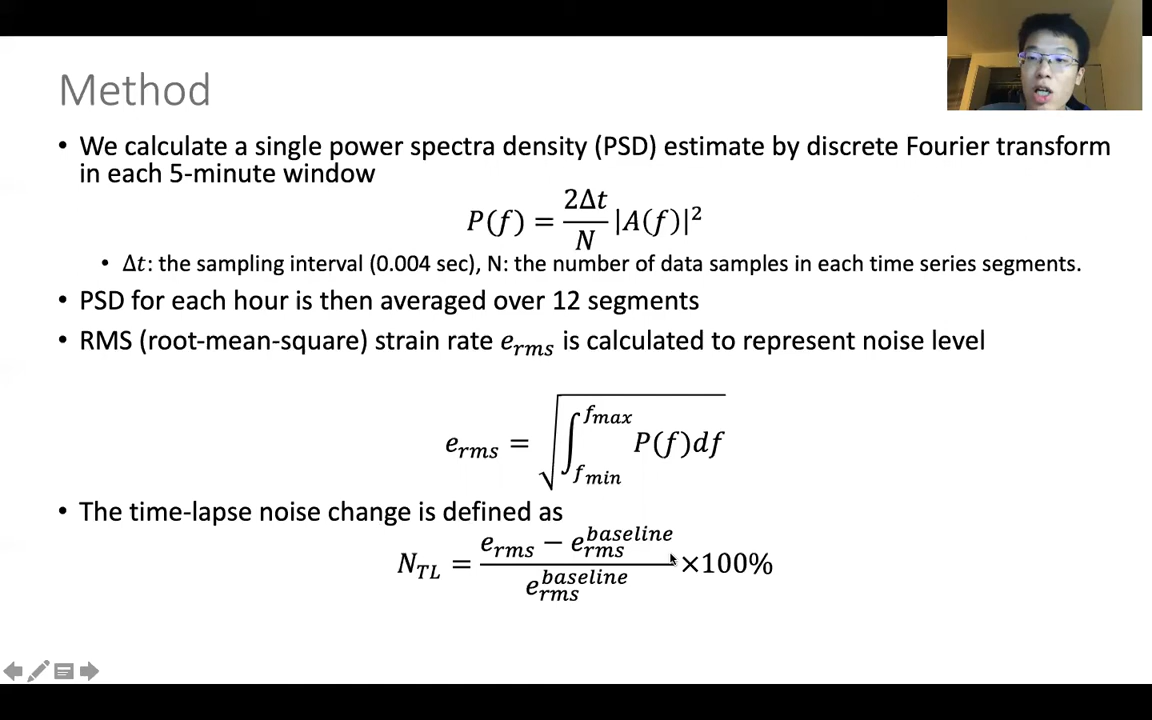 Method
• We calculate a single power spectra density (PSD) estimate by discrete Fourier transform
in each 5-minute window
P(f) = 2Δt/N |A(f)|²
• Δt: the sampling interval (0.004 sec), N: the number of data samples in each time series segments.
• PSD for each hour is then averaged over 12 segments
• RMS (root-mean-square) strain rate e_rms is calculated to represent noise level
e_rms = √∫_fmin^fmax P(f)df
• The time-lapse noise change is defined as
N_TL = (e_rms − e_rms^baseline)/e_rms^baseline ×100%